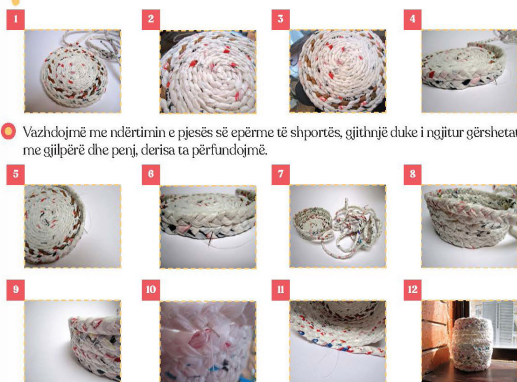 1 2 3 4
Vazhdojmë me ndërtimin e pjesës së epërme të shportës, gjithnjë duke i ngjitur gërsheta
me gjilpërë dhe penj, derisa ta përfundojmë.
5 6 7 8
9 10 11 12